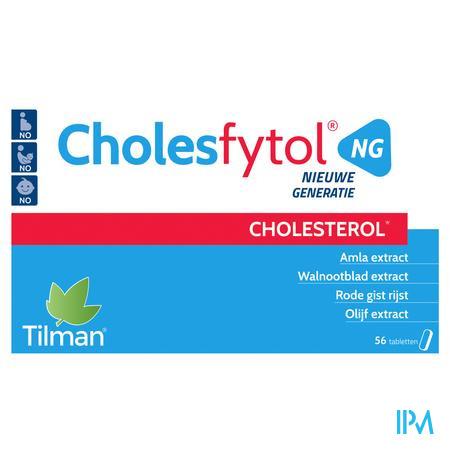 NO
NO
NO
Cholesfytol® NG
NIEUWE
GENERATIE
CHOLESTEROL*
Amla extract
Walnootblad extract
Rode gist rijst
Olijf extract
56 tabletten
Tilman®
IPM